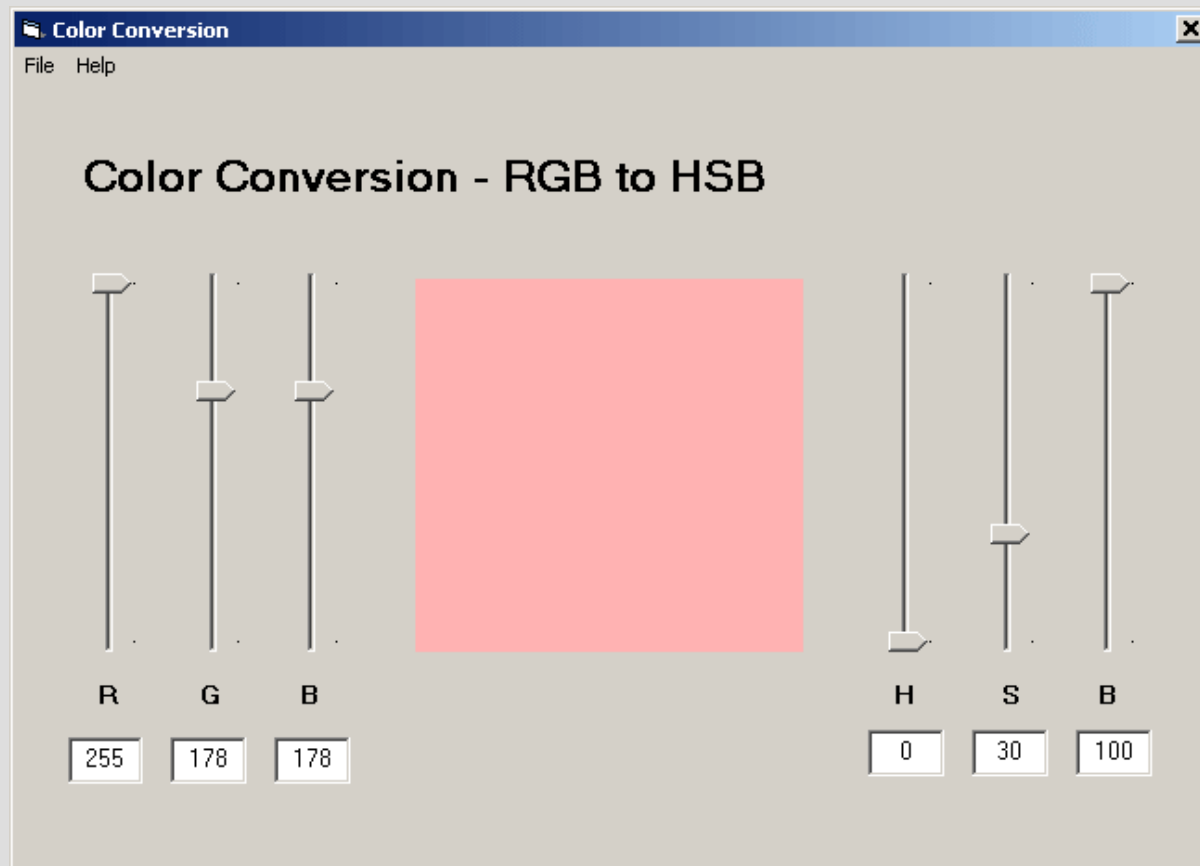 Color Conversion
File Help
Color Conversion - RGB to HSB
R G B
H S B
255 178 178
0 30 100